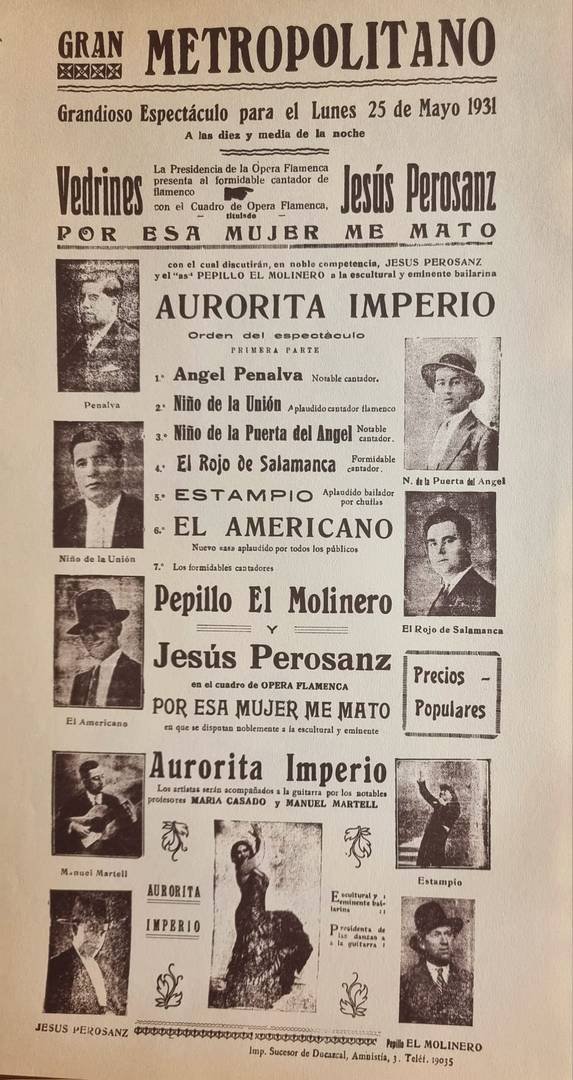 GRAN METROPOLITANO
Grandioso Espectáculo para el Lunes 25 de Mayo 1931
A las diez y media de la noche
Vedrines
La Presidencia de la Opera Flamenca
presenta al formidable cantador de
flamenco
con el Cuadro de Opera Flamenca,
— titulado —
Jesús Perosanz
POR ESA MUJER ME MATO
con el cual discutirán, en noble competencia, JESUS PEROSANZ
y el "as" PEPILLO EL MOLINERO a la escultural y eminente bailarina
AURORITA IMPERIO
Orden del espectáculo
PRIMERA PARTE
Penalva
1.º Angel Penalva Notable cantador.
2.º Niño de la Unión Aplaudido cantador flamenco
3.º Niño de la Puerta del Angel Notable
cantador.
4.º El Rojo de Salamanca Formidable
cantador.
N. de la Puerta del Angel
5.º ESTAMPIO Aplaudido bailador
por chuflas
6.º EL AMERICANO
Nuevo «as» aplaudido por todos los públicos
Niño de la Unión
7.º Los formidables cantadores
Pepillo El Molinero
El Rojo de Salamanca
Y
Jesús Perosanz
en el cuadro de OPERA FLAMENCA
POR ESA MUJER ME MATO
en que se disputan noblemente a la escultural y eminente
El Americano
Precios —
Populares
Aurorita Imperio
Los artistas serán acompañados a la guitarra por los notables
profesores MARIA CASADO y MANUEL MARTELL
Manuel Martell
Estampio
AURORITA
IMPERIO
Escultural y
eminente bai-
larina
Presidenta de
las danzas a
la guitarra
JESUS PEROSANZ
Pepillo EL MOLINERO
Imp. Sucesor de Ducazcal, Amnistía, 3. Teléf. 19035